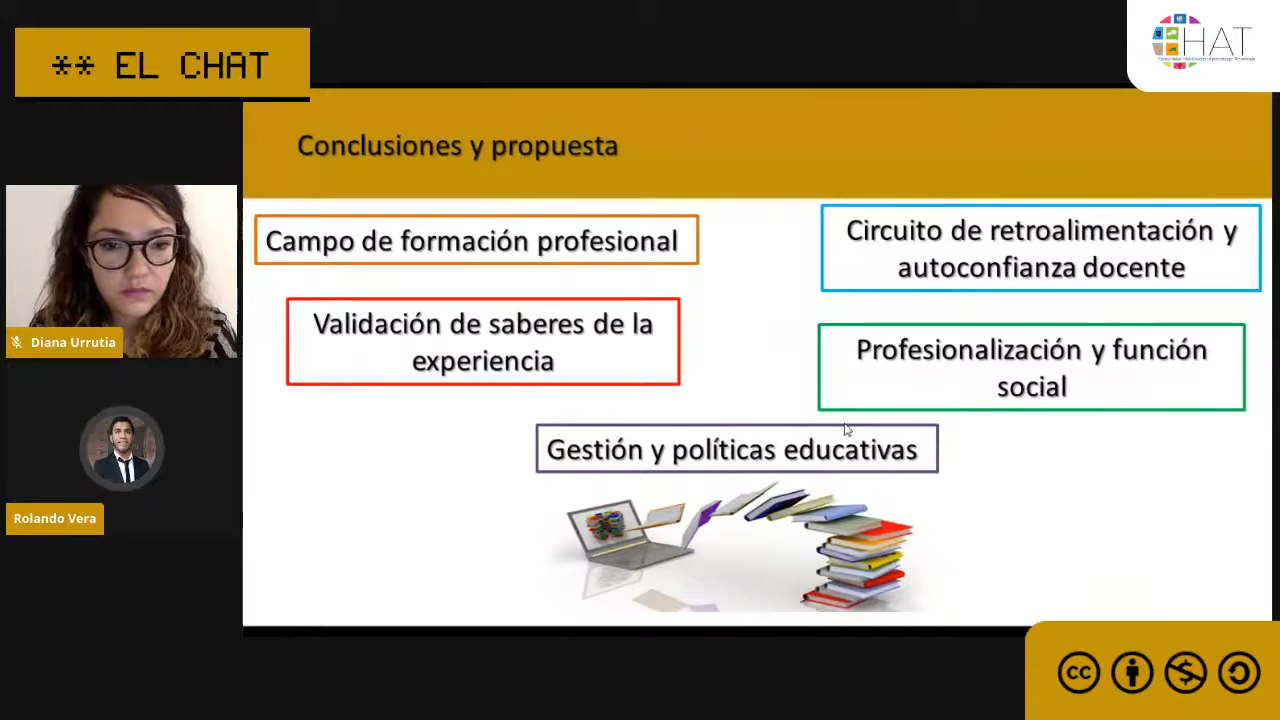 ** EL CHAT
HAT
Conclusiones y propuesta
Campo de formación profesional
Circuito de retroalimentación y
autoconfianza docente
Validación de saberes de la
experiencia
Profesionalización y función
social
Gestión y políticas educativas
Diana Urrutia
Rolando Vera
cc